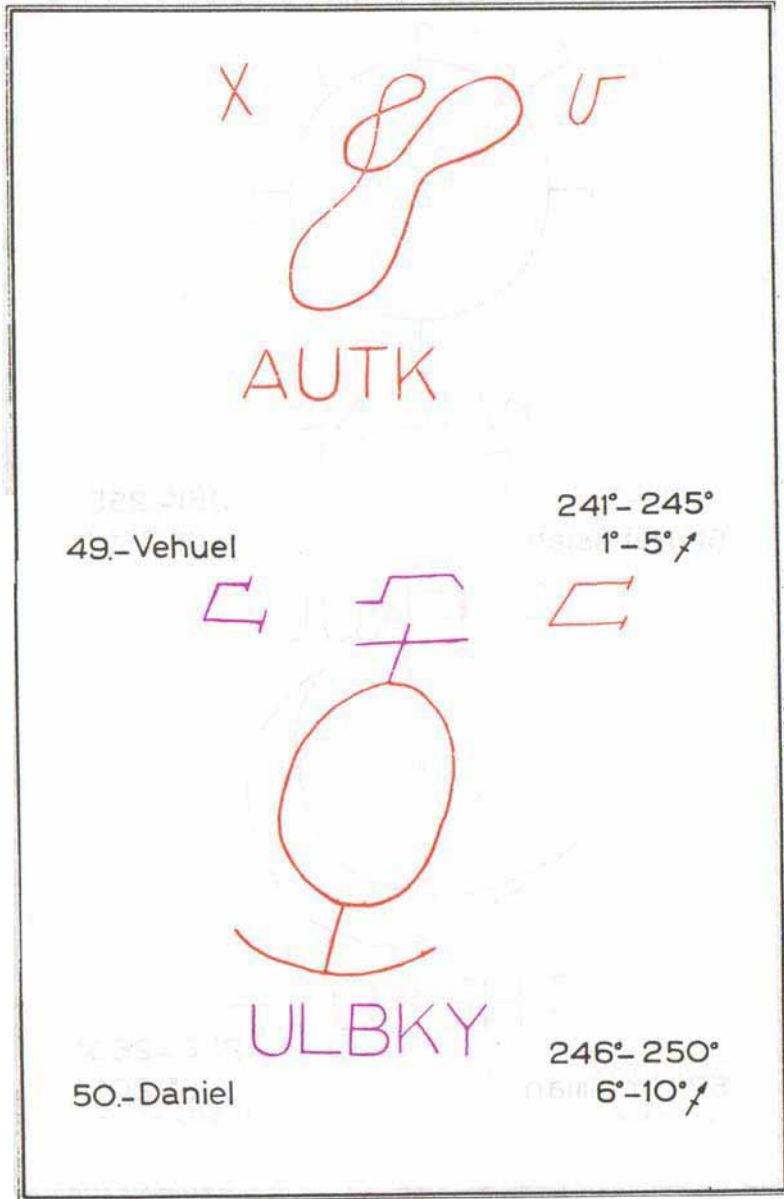 X U
AUTK
241°-245°
49.-Vehuel 1°-5° ♐
ULBKY
246°-250°
50.-Daniel 6°-10° ♐